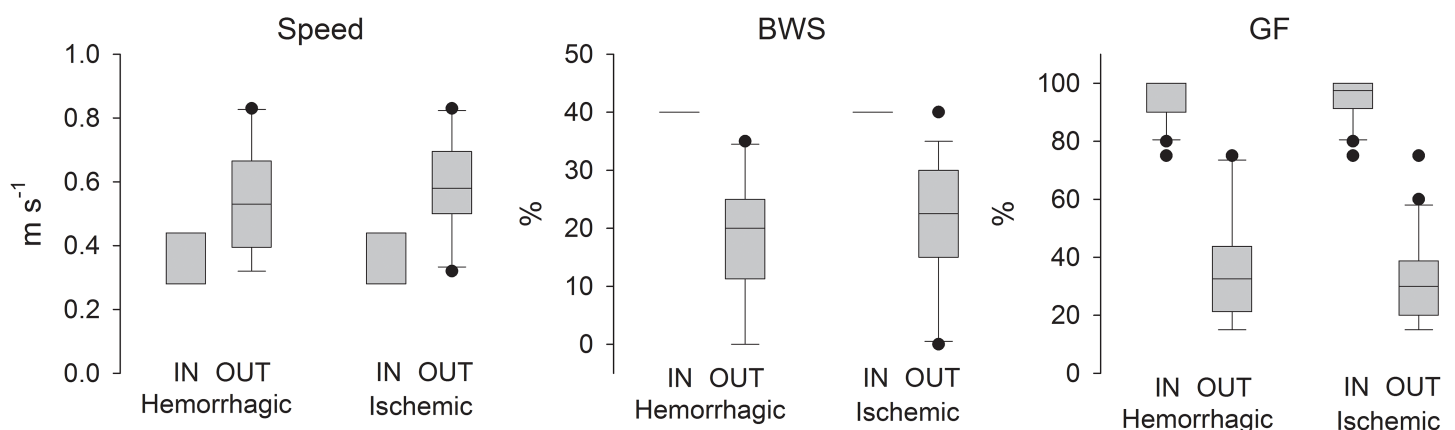 Speed
1.0
0.8
0.6
0.4
0.2
0.0
m s-1
IN OUT
Hemorrhagic
IN OUT
Ischemic
BWS
50
40
30
20
10
0
%
IN OUT
Hemorrhagic
IN OUT
Ischemic
GF
100
80
60
40
20
0
%
IN OUT
Hemorrhagic
IN OUT
Ischemic